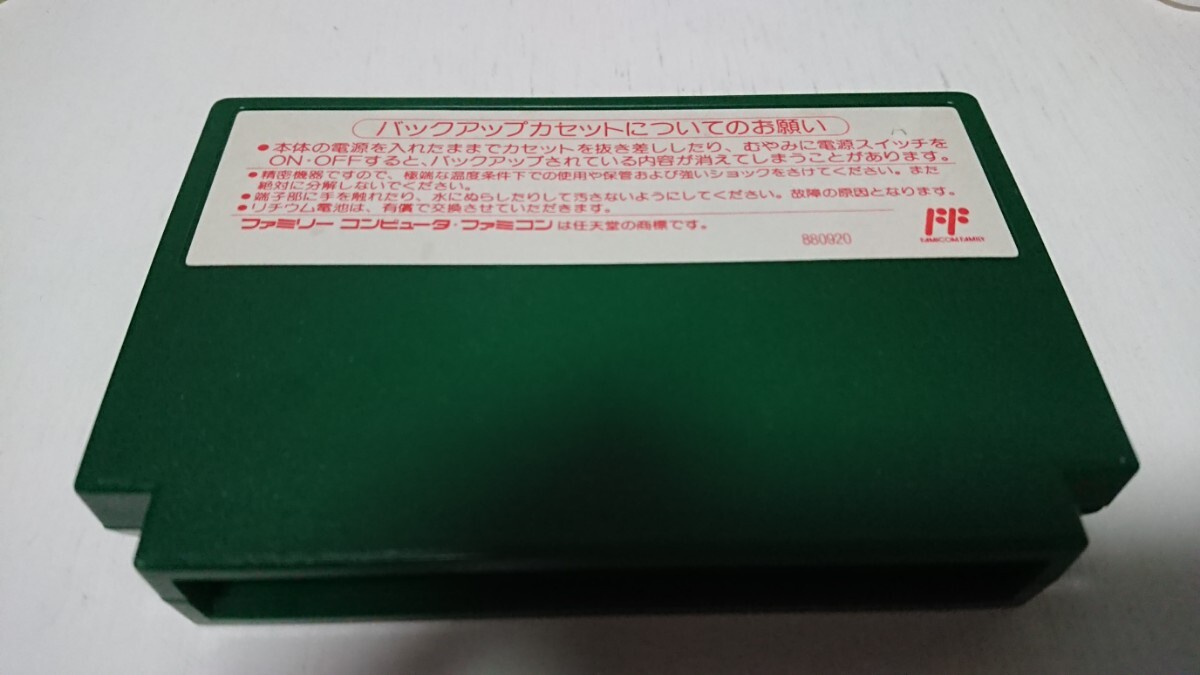 バックアップカセットについてのお願い
●本体の電源を入れたままでカセットを抜き差ししたり、むやみに電源スイッチを
ON・OFFすると、バックアップされている内容が消えてしまうことがあります。
●精密機器ですので、極端な温度条件下での使用や保管および強いショックをさけてください。また
絶対に分解しないでください。
●端子部に手を触れたり、水にぬらしたりして汚さないようにしてください。故障の原因となります。
●リチウム電池は、有償で交換させていただきます。
ファミリー コンピュータ・ファミコンは任天堂の商標です。
880920
FF
FAMICOM FAMILY